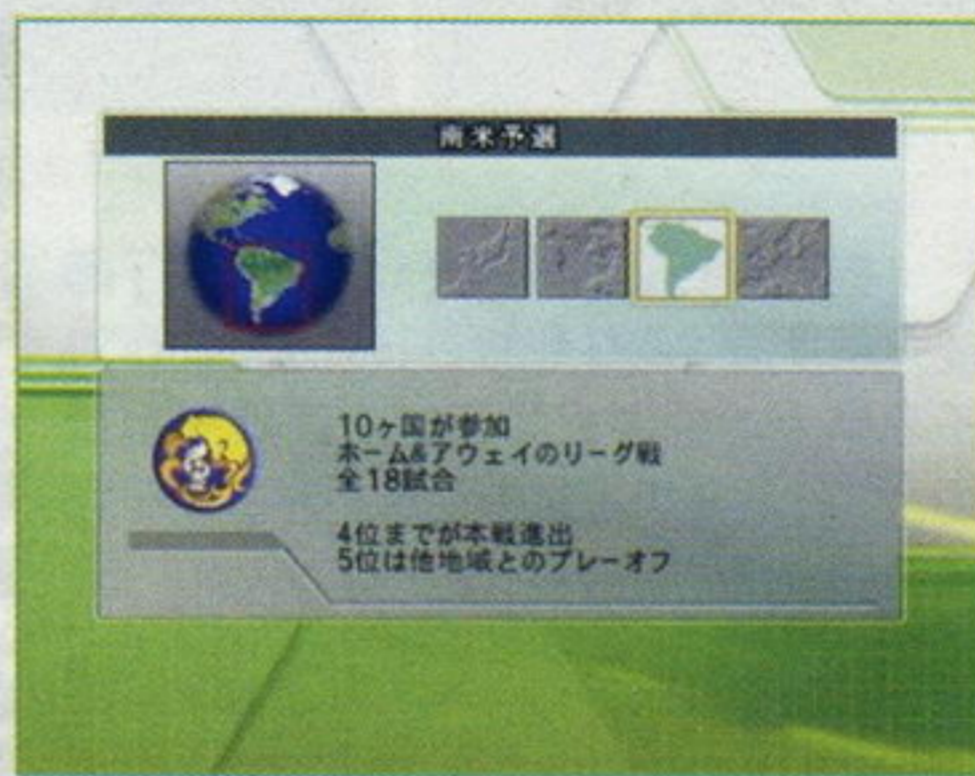 南米予選
10ヶ国が参加
ホーム&アウェイのリーグ戦
全18試合
4位までが本戦進出
5位は他地域とのプレーオフ